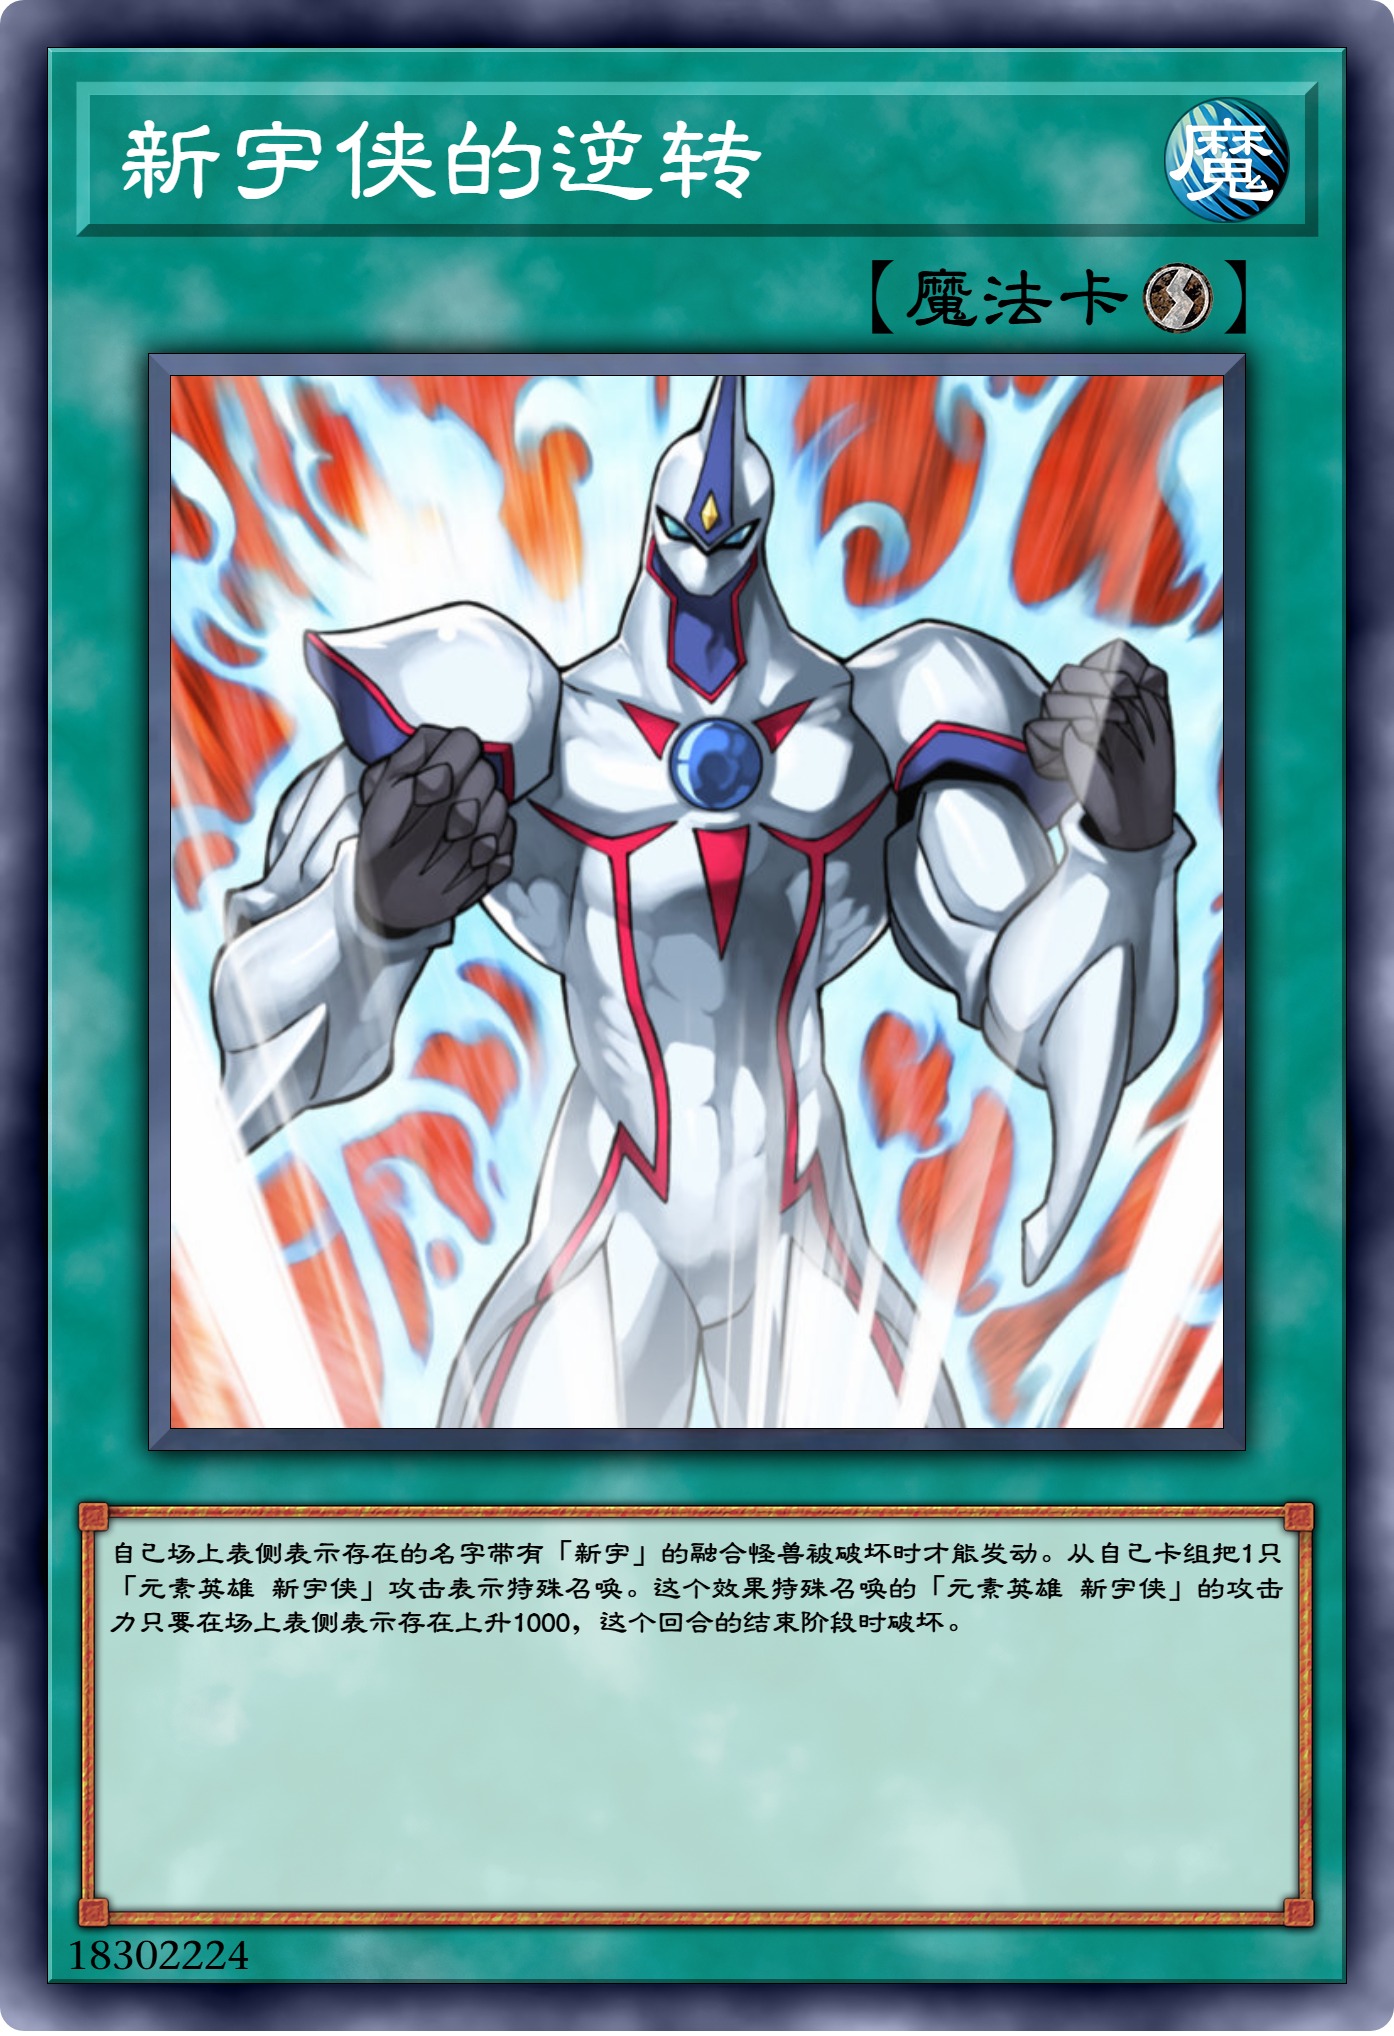 新宇侠的逆转
魔
【魔法卡】
自己场上表侧表示存在的名字带有「新宇」的融合怪兽被破坏时才能发动。从自己卡组把1只
「元素英雄 新宇侠」攻击表示特殊召唤。这个效果特殊召唤的「元素英雄 新宇侠」的攻击
力只要在场上表侧表示存在上升1000，这个回合的结束阶段时破坏。
18302224